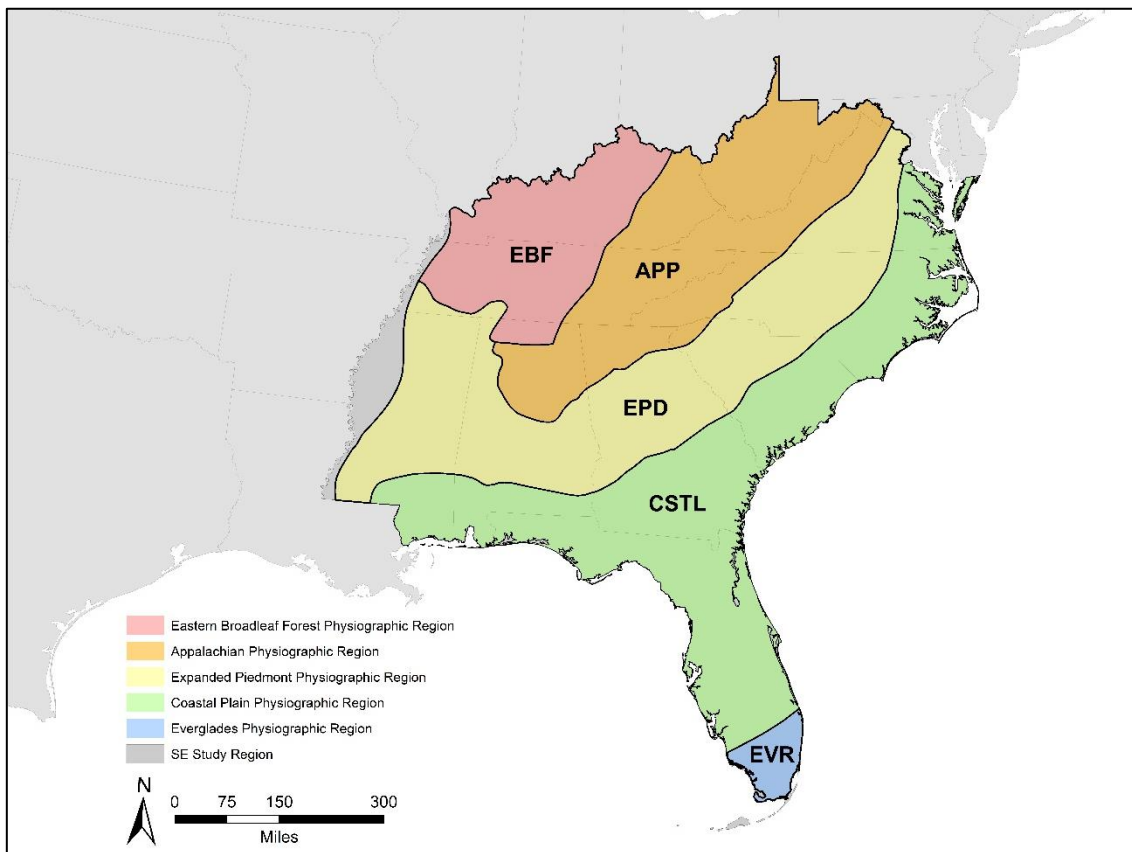 EBF
APP
EPD
CSTL
EVR
Eastern Broadleaf Forest Physiographic Region
Appalachian Physiographic Region
Expanded Piedmont Physiographic Region
Coastal Plain Physiographic Region
Everglades Physiographic Region
SE Study Region
N
0 75 150 300
Miles